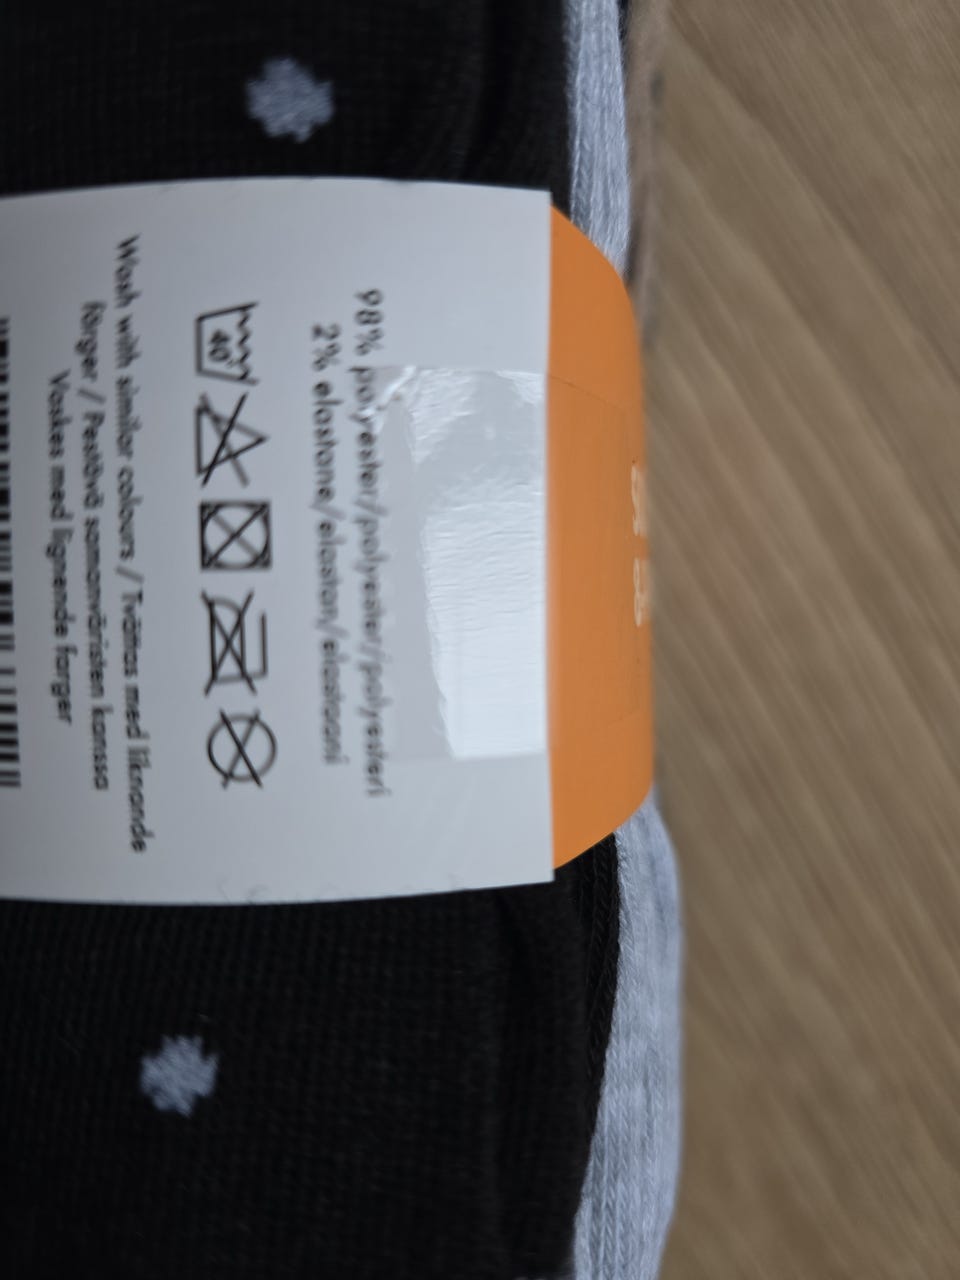 98% polyester/polyester/polyesteri
2% elastane/elastan/elastaani
40
Wash with similar colours / Tvättas med liknande
färger / Pestävä samanväristen kanssa
Vaskes med lignende farger